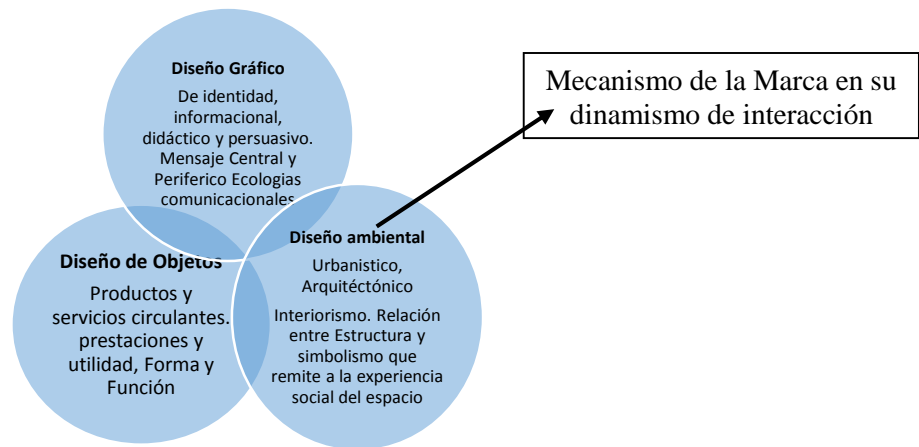 Diseño Gráfico
De identidad,
informacional,
didáctico y persuasivo.
Mensaje Central y
Periferico Ecologias
comunicacionales
Mecanismo de la Marca en su
dinamismo de interacción
Diseño de Objetos
Productos y
servicios circulantes.
prestaciones y
utilidad, Forma y
Función
Diseño ambiental
Urbanistico,
Arquitéctónico
Interiorismo. Relación
entre Estructura y
simbolismo que
remite a la experiencia
social del espacio